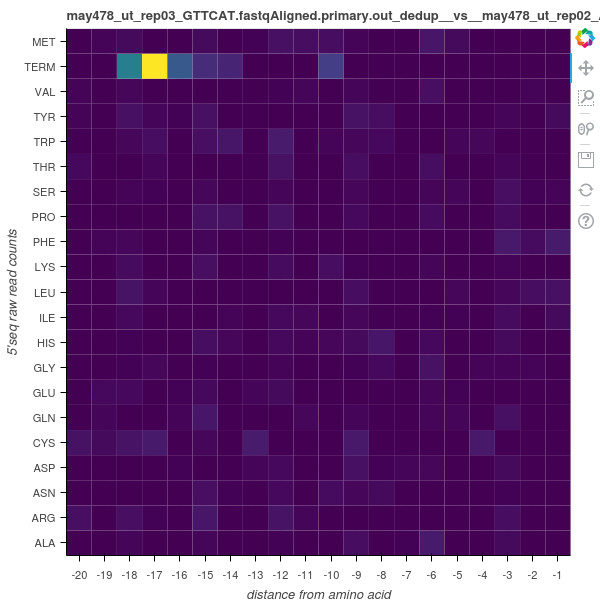 may478_ut_rep03_GTTCAT.fastqAligned.primary.out_dedup__vs__may478_ut_rep02_
MET
TERM
VAL
TYR
TRP
THR
SER
PRO
PHE
LYS
LEU
ILE
HIS
GLY
GLU
GLN
CYS
ASP
ASN
ARG
ALA
5'seq raw read counts
-20 -19 -18 -17 -16 -15 -14 -13 -12 -11 -10 -9 -8 -7 -6 -5 -4 -3 -2 -1
distance from amino acid